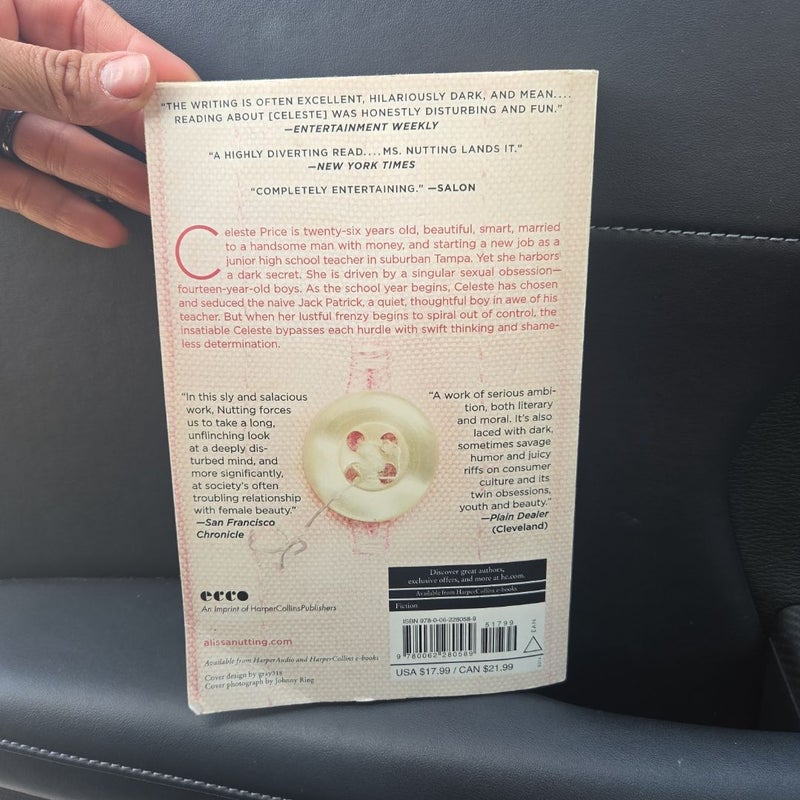 "THE WRITING IS OFTEN EXCELLENT, HILARIOUSLY DARK, AND MEAN....
READING ABOUT [CELESTE] WAS HONESTLY DISTURBING AND FUN."
—ENTERTAINMENT WEEKLY
"A HIGHLY DIVERTING READ.... MS. NUTTING LANDS IT."
—NEW YORK TIMES
"COMPLETELY ENTERTAINING." —SALON
Celeste Price is twenty-six years old, beautiful, smart, married
to a handsome man with money, and starting a new job as a
junior high school teacher in suburban Tampa. Yet she harbors
a dark secret. She is driven by a singular sexual obsession—
fourteen-year-old boys. As the school year begins, Celeste has chosen
and seduced the naive Jack Patrick, a quiet, thoughtful boy in awe of his
teacher. But when her lustful frenzy begins to spiral out of control, the
insatiable Celeste bypasses each hurdle with swift thinking and shame-
less determination.
"In this sly and salacious
work, Nutting forces
us to take a long,
unflinching look
at a deeply dis-
turbed mind, and
more significantly,
at society's often
troubling relationship
with female beauty."
—San Francisco
Chronicle
"A work of serious ambi-
tion, both literary
and moral. It's also
laced with dark,
sometimes savage
humor and juicy
riffs on consumer
culture and its
twin obsessions,
youth and beauty."
—Plain Dealer
(Cleveland)
ecco
An Imprint of HarperCollinsPublishers
alissanutting.com
Available from HarperAudio and HarperCollins e-books
Cover design by gray318
Cover photograph by Johnny Ring
Discover great authors,
exclusive offers, and more at hc.com.
Available from HarperCollins e-books
Fiction
ISBN 978-0-06-228058-9
51799
9 780062 280589
EAN
USA $17.99 / CAN $21.99